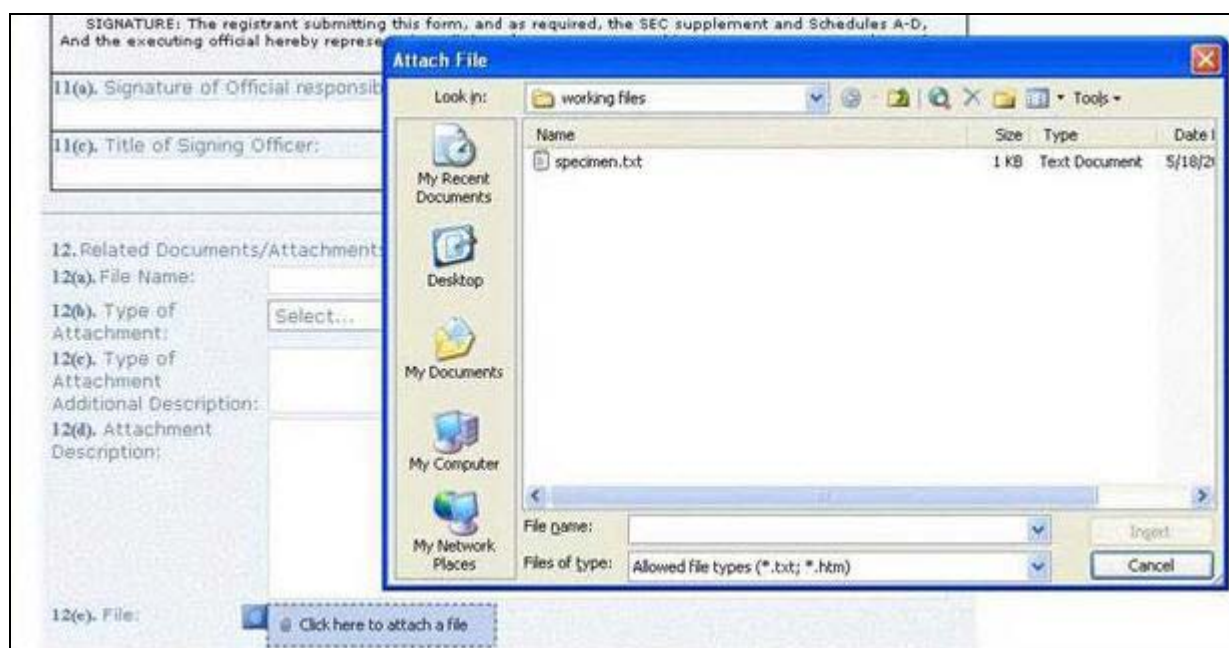 SIGNATURE: The registrant submitting this form, and as required, the SEC supplement and Schedules A-D,
And the executing official hereby
11(a). Signature of Official
11(c). Title of Signing Officer:
12. Related Documents/Attachments
12(a). File Name:
12(b). Type of
Attachment:
Select...
12(c). Type of
Attachment
Additional Description:
12(d). Attachment
Description:
12(e). File:
Click here to attach a file
Attach File
Look in:
working files
Tools
My Recent
Documents
Desktop
My Documents
My Computer
My Network
Places
Name
Size
Type
Date
specimen.txt
1 KB
Text Document
5/18/2
File name:
Files of type:
Allowed file types (*.txt; *.htm)
Insert
Cancel